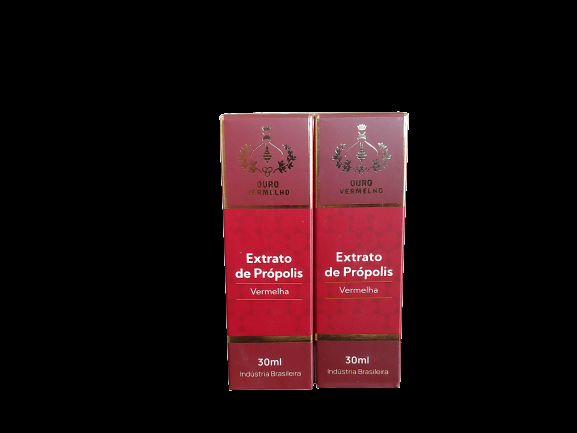 OURO
VERMELHO
Extrato
de Própolis
Vermelha
30ml
Indústria Brasileira
OURO
VERMELHO
Extrato
de Própolis
Vermelha
30ml
Indústria Brasileira